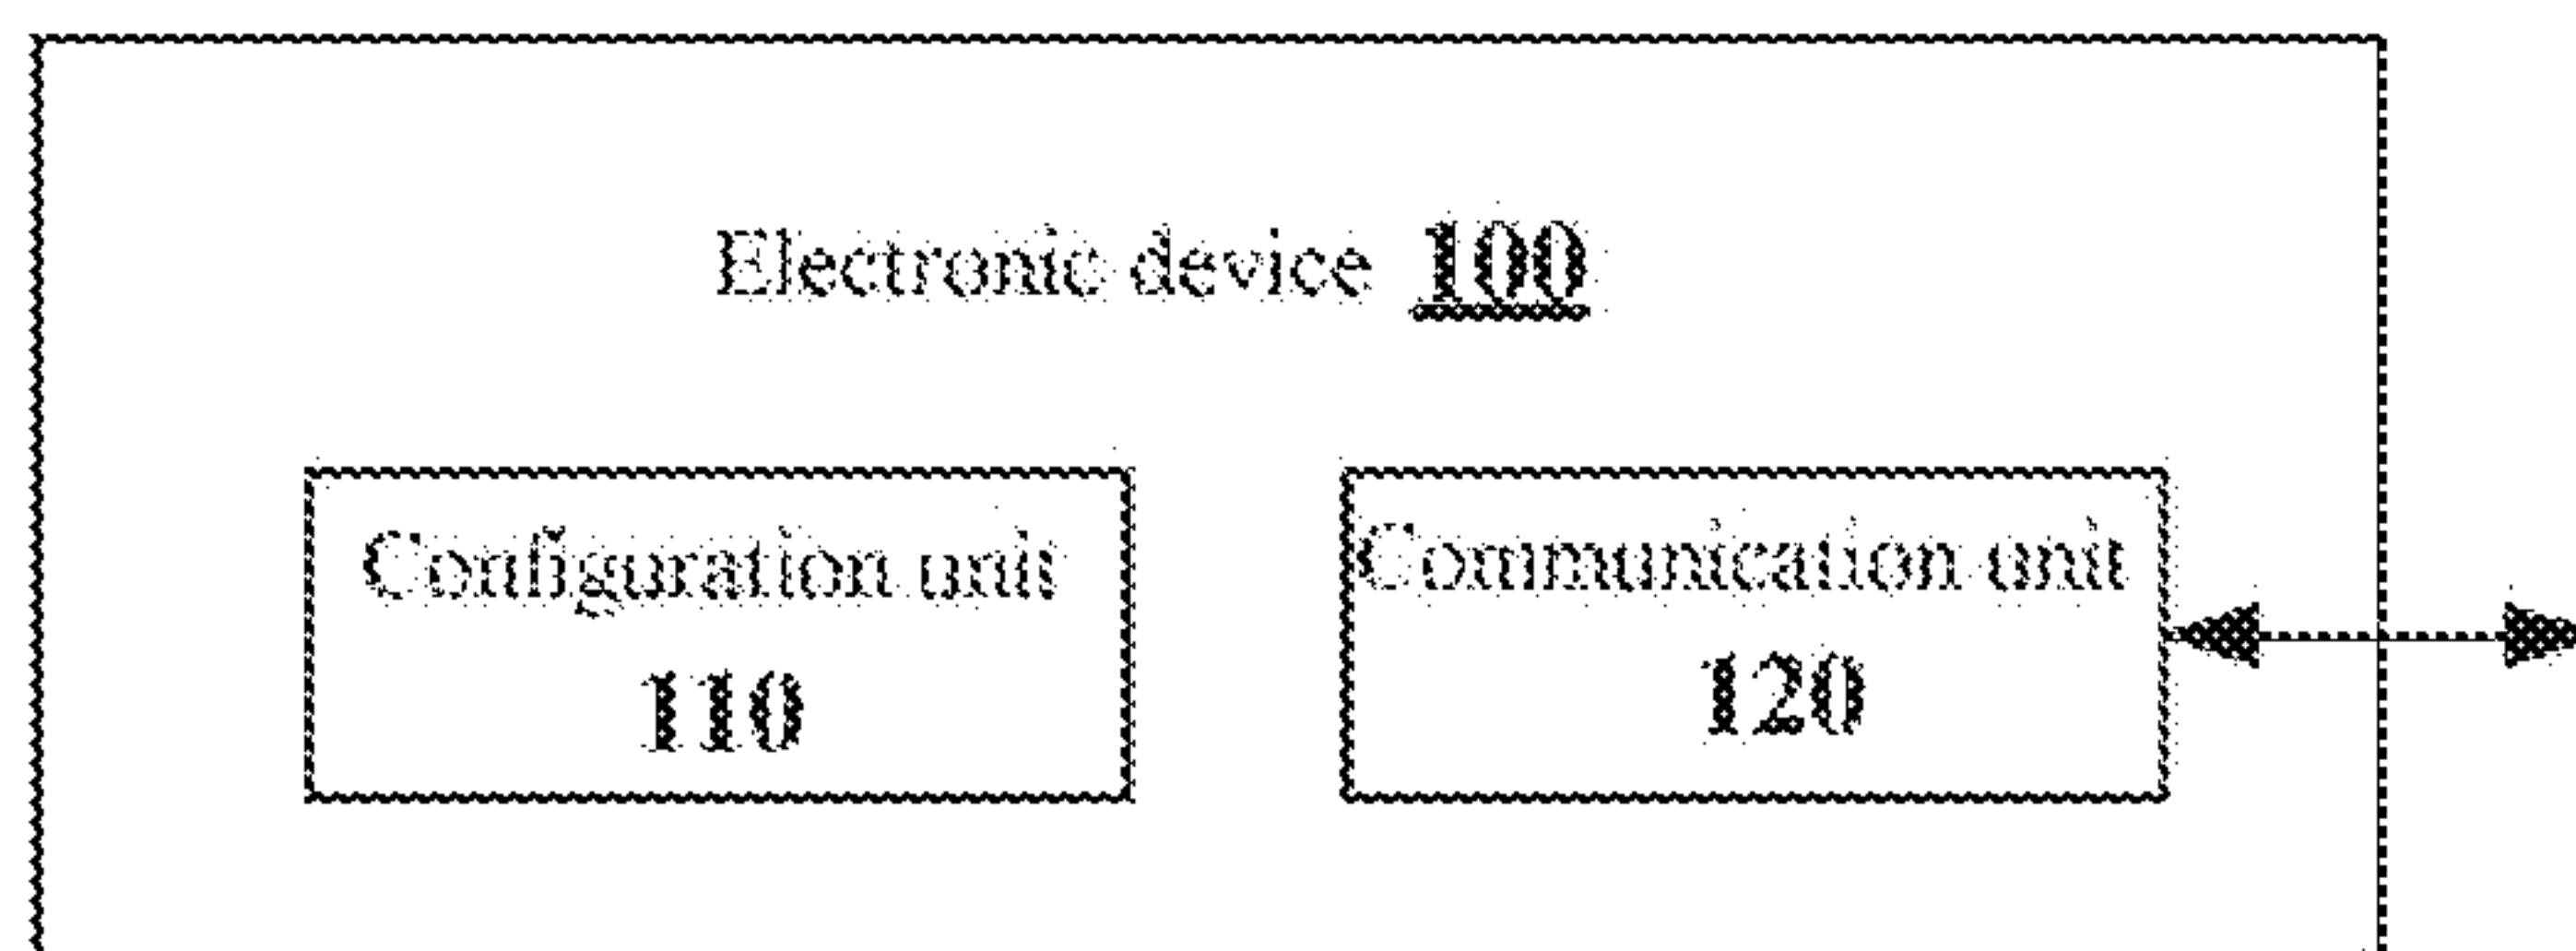 Electronic device 100
Configuration unit
110
Communication unit
120